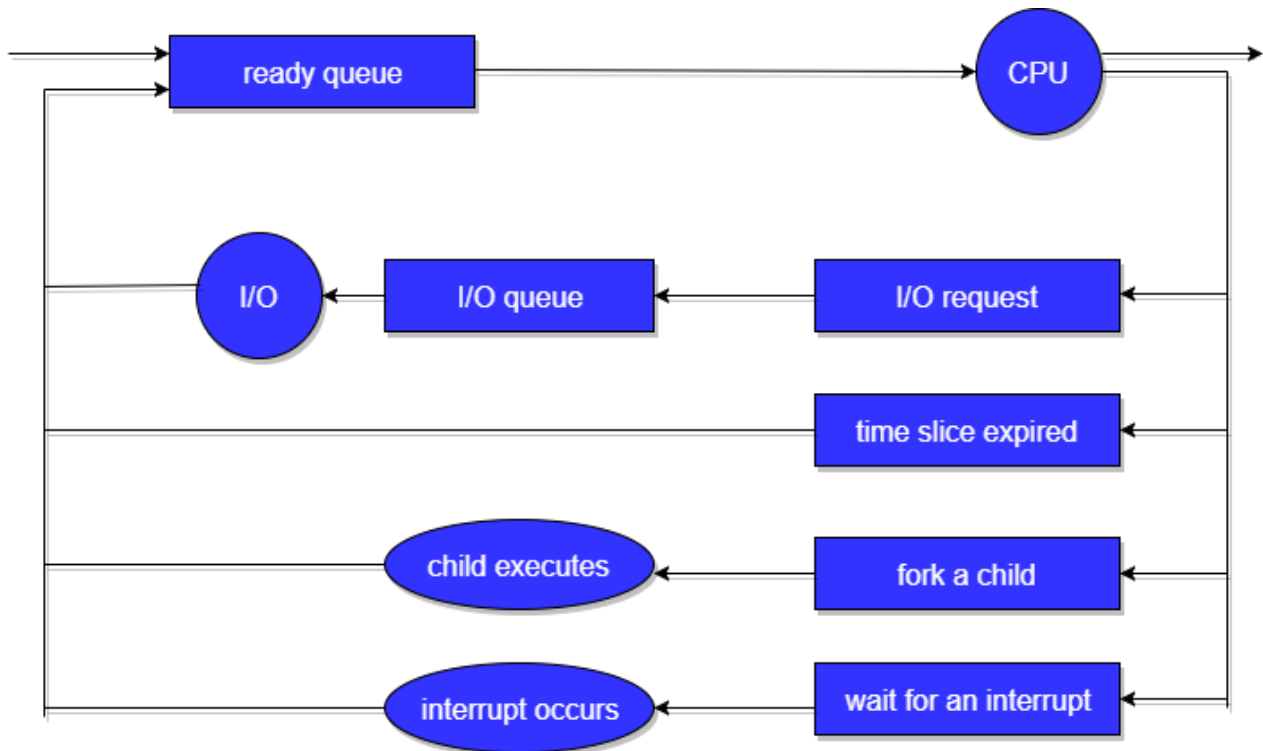 ready queue
CPU
I/O
I/O queue
I/O request
time slice expired
child executes
fork a child
interrupt occurs
wait for an interrupt